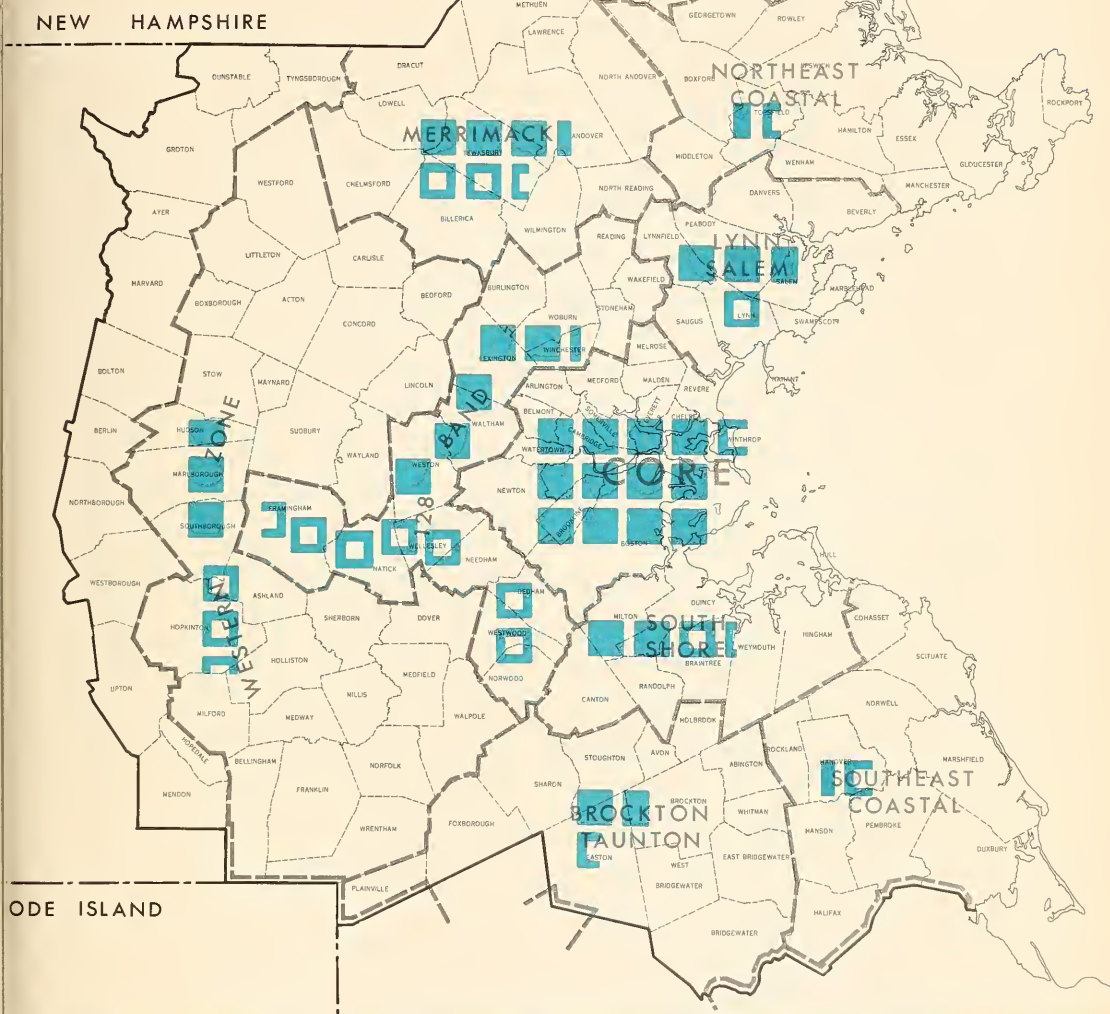 NEW HAMPSHIRE
METHUEN
GEORGETOWN
ROWLEY
LAWRENCE
DUNSTABLE
TYNGSBOROUGH
DRACUT
NORTH ANDOVER
BOXFORD
IPSWICH
NORTHEAST
COASTAL
LOWELL
TOPSFIELD
ROCKPORT
MERRIMACK
ANDOVER
HAMILTON
ESSEX
GROTON
TEWKSBURY
MIDDLETON
WENHAM
GLOUCESTER
WESTFORD
CHELMSFORD
NORTH READING
DANVERS
MANCHESTER
AYER
BILLERICA
BEVERLY
WILMINGTON
READING
LYNNFIELD
PEABODY
LITTLETON
CARLISLE
LYNN
SALEM
SALEM
HARVARD
BOXBOROUGH
ACTON
BEDFORD
BURLINGTON
WAKEFIELD
MARBLEHEAD
CONCORD
WOBURN
STONEHAM
SAUGUS
LYNN
SWAMPSCOTT
LEXINGTON
WINCHESTER
MELROSE
BOLTON
STOW
MAYNARD
LINCOLN
ARLINGTON
MEDFORD
MALDEN
REVERE
NAHANT
BELMONT
SOMERVILLE
EVERETT
CHELSEA
BERLIN
HUDSON
SUDBURY
WALTHAM
CAMBRIDGE
WINTHROP
WATERTOWN
WAYLAND
WESTON
MARLBOROUGH
CORE
NORTHBOROUGH
NEWTON
128 BAND
FRAMINGHAM
SOUTHBOROUGH
BROOKLINE
BOSTON
WELLESLEY
NEEDHAM
HULL
NATICK
WESTBOROUGH
ASHLAND
DEDHAM
WESTERN ZONE
SHERBORN
DOVER
MILTON
QUINCY
COHASSET
HOPKINTON
WESTWOOD
SOUTH
SHORE
HINGHAM
HOLLISTON
WEYMOUTH
SCITUATE
BRAINTREE
UPTON
MEDFIELD
NORWOOD
RANDOLPH
MILLIS
CANTON
NORWELL
MILFORD
MEDWAY
WALPOLE
HOLBROOK
HOPEDALE
AVON
ROCKLAND
BELLINGHAM
NORFOLK
STOUGHTON
ABINGTON
HANOVER
MARSHFIELD
MENDON
FRANKLIN
SHARON
SOUTHEAST
COASTAL
BROCKTON
BROCKTON
TAUNTON
WHITMAN
WRENTHAM
FOXBOROUGH
HANSON
PEMBROKE
EASTON
WEST
BRIDGEWATER
EAST BRIDGEWATER
DUXBURY
PLAINVILLE
ODE ISLAND
HALIFAX
BRIDGEWATER